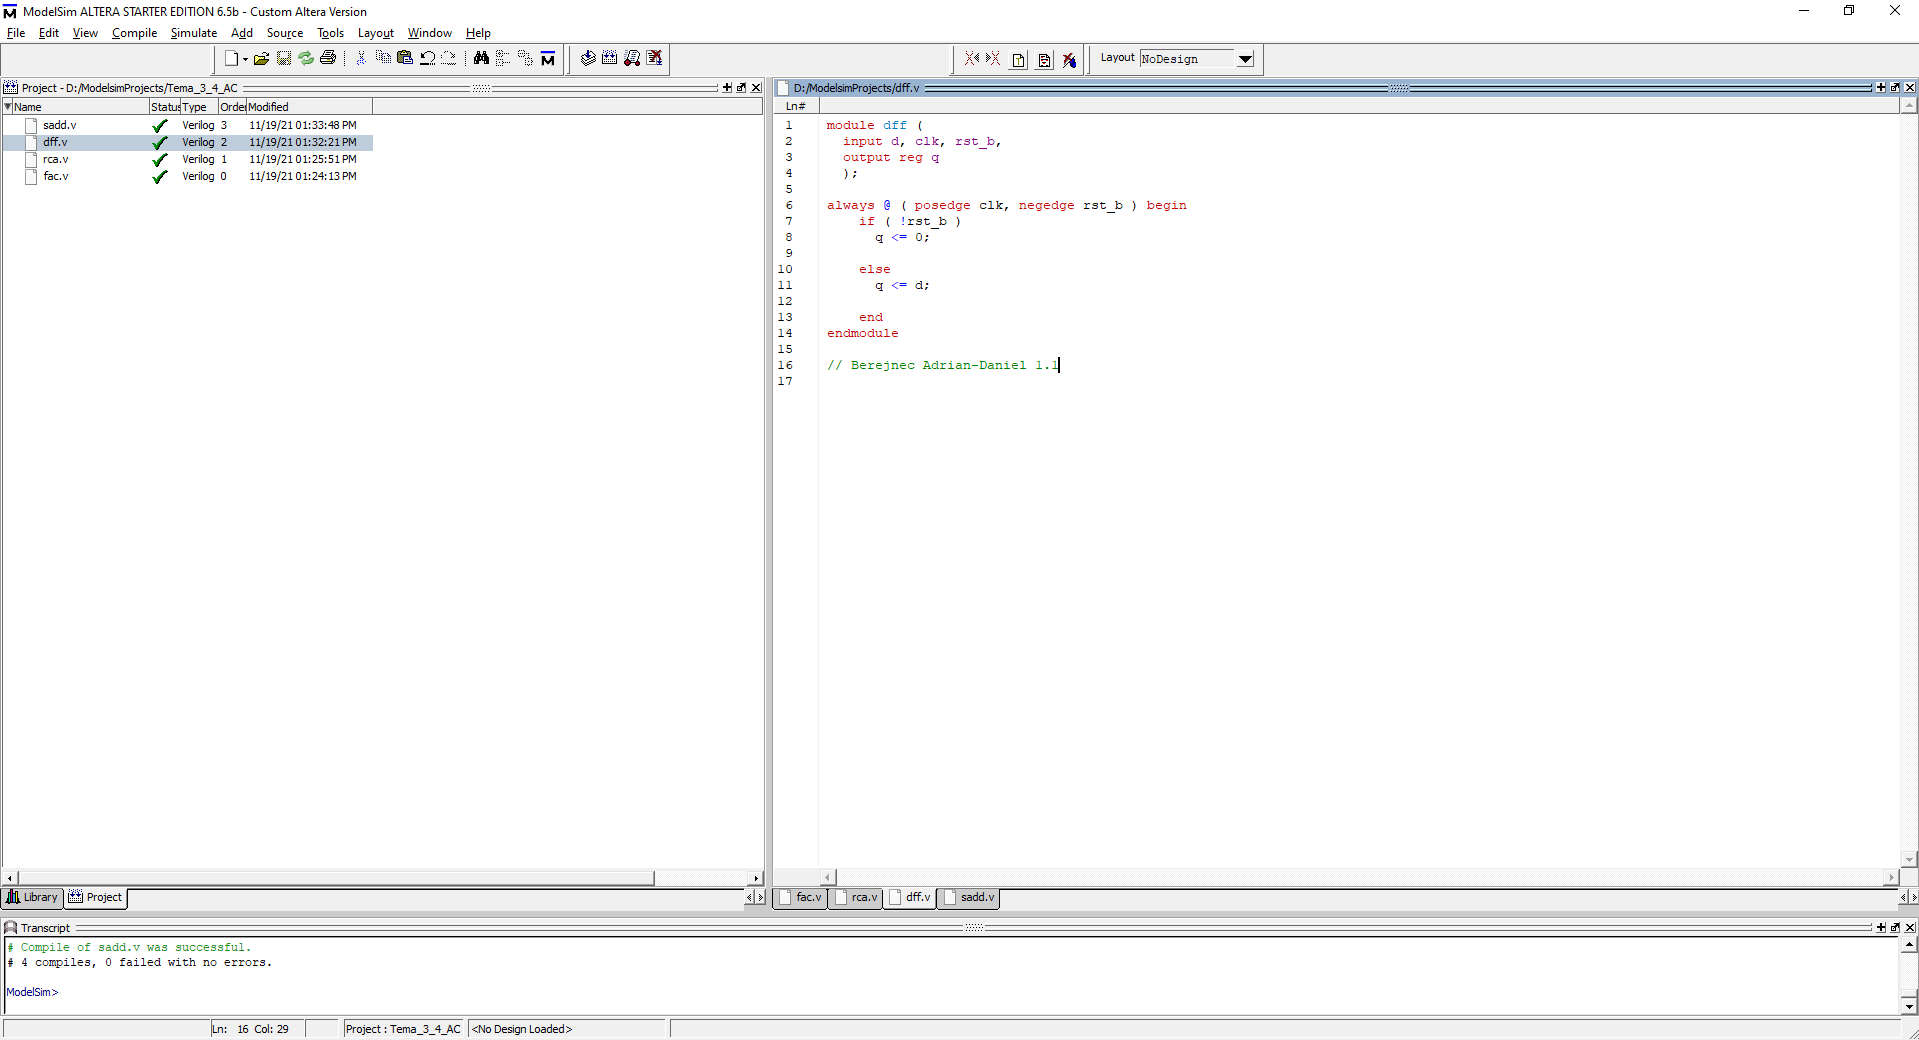 ModelSim ALTERA STARTER EDITION 6.5b - Custom Altera Version
File Edit View Compile Simulate Add Source Tools Layout Window Help
Layout NoDesign
Project - D:/ModelsimProjects/Tema_3_4_AC
Name Status Type Order Modified
sadd.v Verilog 3 11/19/21 01:33:48 PM
dff.v Verilog 2 11/19/21 01:32:21 PM
rca.v Verilog 1 11/19/21 01:25:51 PM
fac.v Verilog 0 11/19/21 01:24:13 PM
Library Project
D:/ModelsimProjects/dff.v
Ln#
1 module dff (
2 input d, clk, rst_b,
3 output reg q
4 );
5
6 always @ ( posedge clk, negedge rst_b ) begin
7 if ( !rst_b )
8 q <= 0;
9
10 else
11 q <= d;
12
13 end
14 endmodule
15
16 // Berejnec Adrian-Daniel 1.1
17
fac.v rca.v dff.v sadd.v
Transcript
# Compile of sadd.v was successful.
# 4 compiles, 0 failed with no errors.
ModelSim>
Ln: 16 Col: 29 Project : Tema_3_4_AC <No Design Loaded>